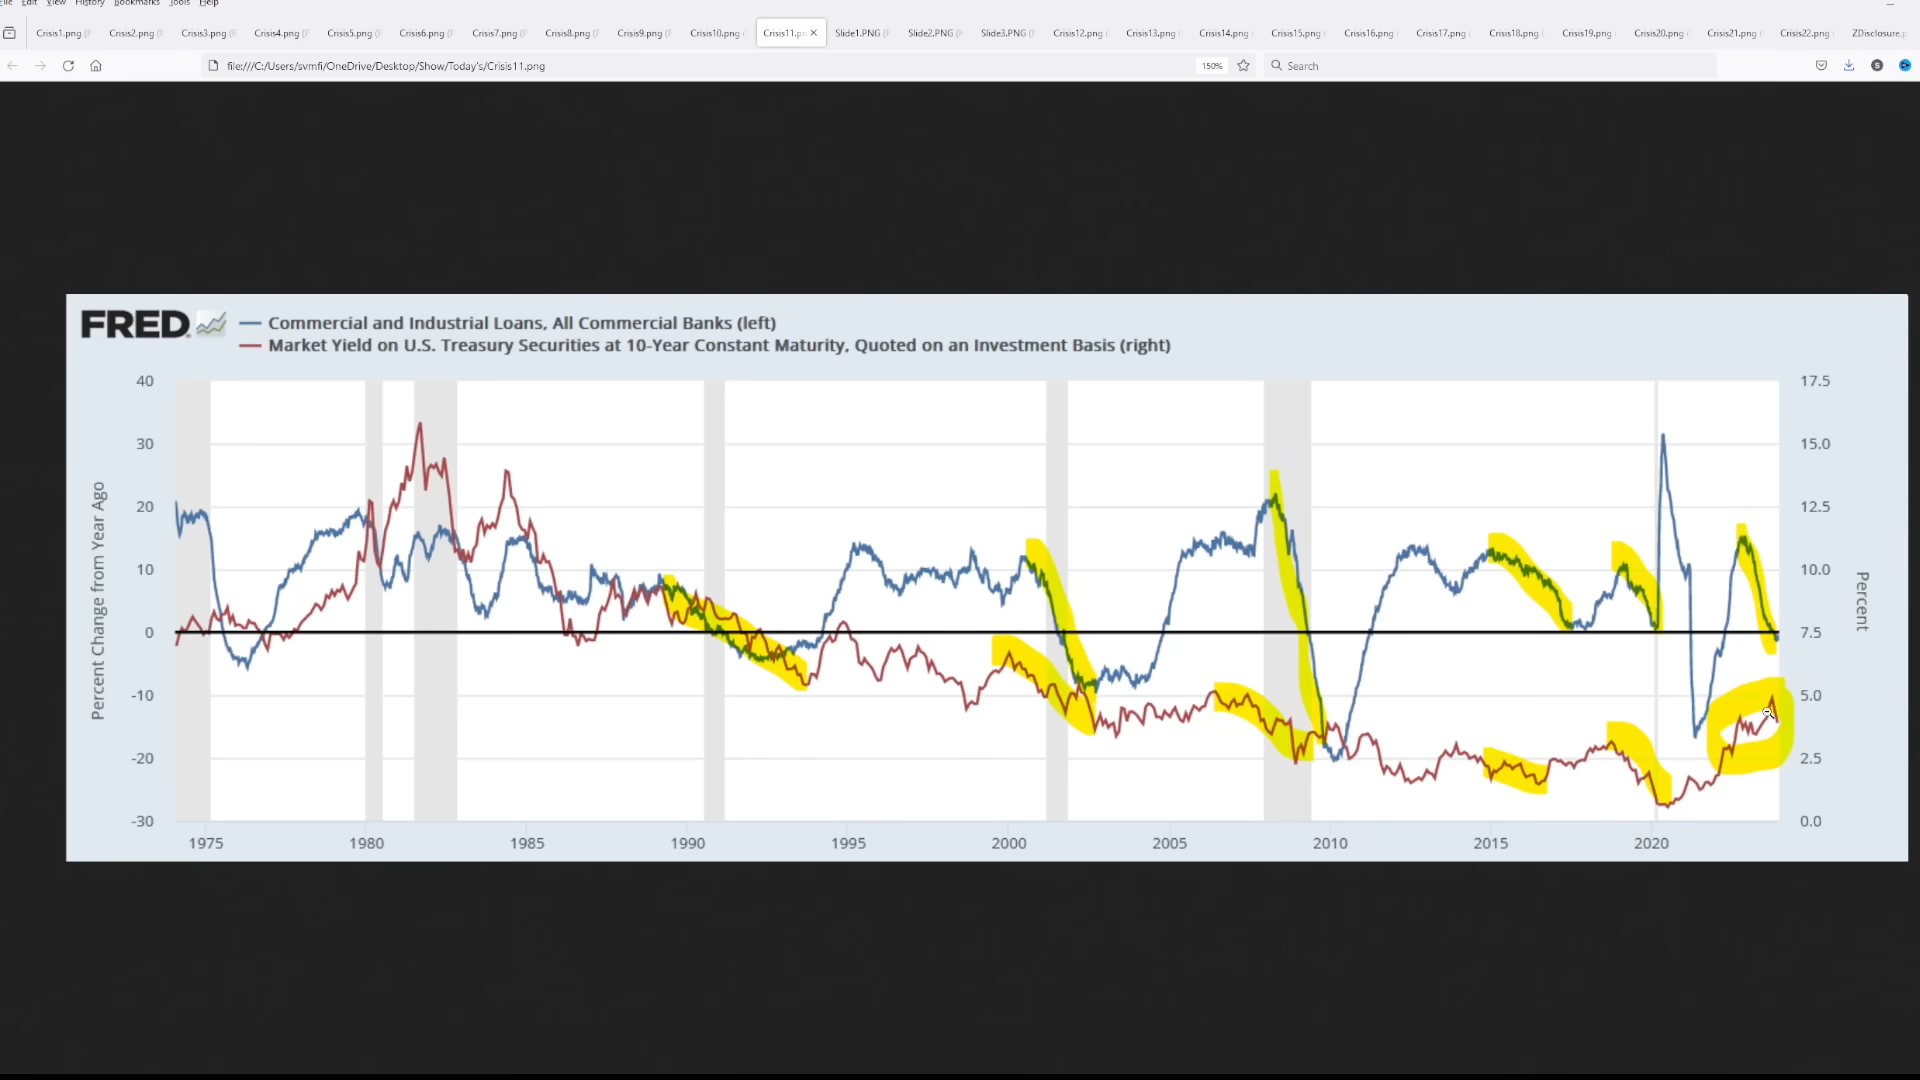 File Edit View History Bookmarks Tools Help
Crisis1.png Crisis2.png Crisis3.png Crisis4.png Crisis5.png Crisis6.png Crisis7.png Crisis8.png Crisis9.png Crisis10.png Crisis11.pn Slide1.PNG Slide2.PNG Slide3.PNG Crisis12.png Crisis13.png Crisis14.png Crisis15.png Crisis16.png Crisis17.png Crisis18.png Crisis19.png Crisis20.png Crisis21.png Crisis22.png ZDisclosure.p
file:///C:/Users/svmfi/OneDrive/Desktop/Show/Today's/Crisis11.png 150% Search S
FRED
Commercial and Industrial Loans, All Commercial Banks (left)
Market Yield on U.S. Treasury Securities at 10-Year Constant Maturity, Quoted on an Investment Basis (right)
40 17.5
30 15.0
20 12.5
10 10.0
0 7.5
-10 5.0
-20 2.5
-30 0.0
Percent Change from Year Ago
Percent
1975 1980 1985 1990 1995 2000 2005 2010 2015 2020